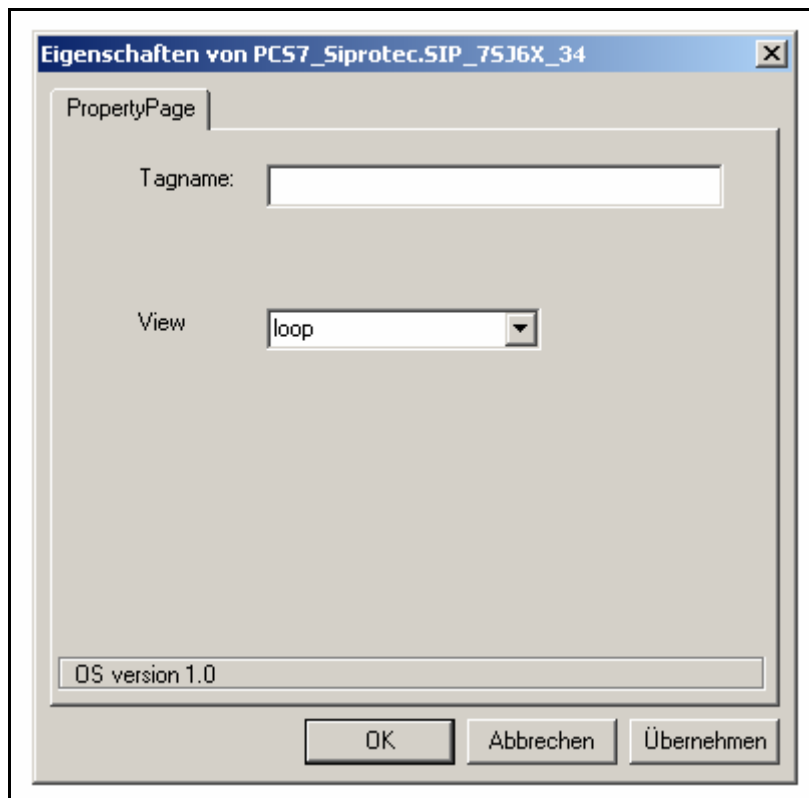 Eigenschaften von PCS7_Siprotec.SIP_7SJ6X_34
PropertyPage
Tagname:
View
loop
OS version 1.0
OK
Abbrechen
Übernehmen